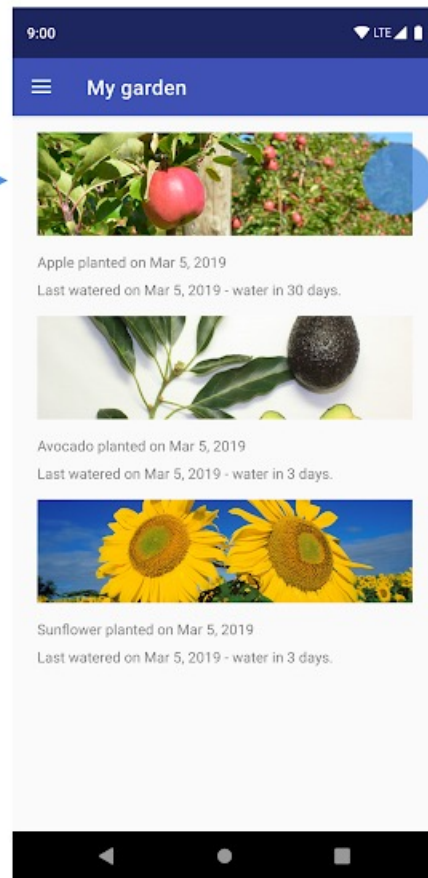 9:00
LTE
My garden
Apple planted on Mar 5, 2019
Last watered on Mar 5, 2019 - water in 30 days.
Avocado planted on Mar 5, 2019
Last watered on Mar 5, 2019 - water in 3 days.
Sunflower planted on Mar 5, 2019
Last watered on Mar 5, 2019 - water in 3 days.